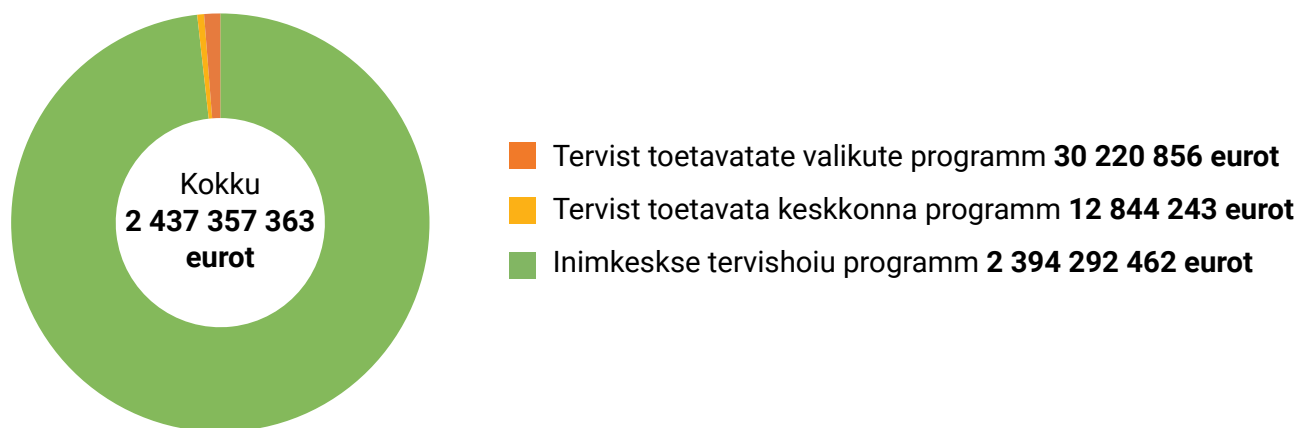 Kokku
2 437 357 363
eurot
Tervist toetavatate valikute programm 30 220 856 eurot
Tervist toetavata keskkonna programm 12 844 243 eurot
Inimkeskse tervishoiu programm 2 394 292 462 eurot